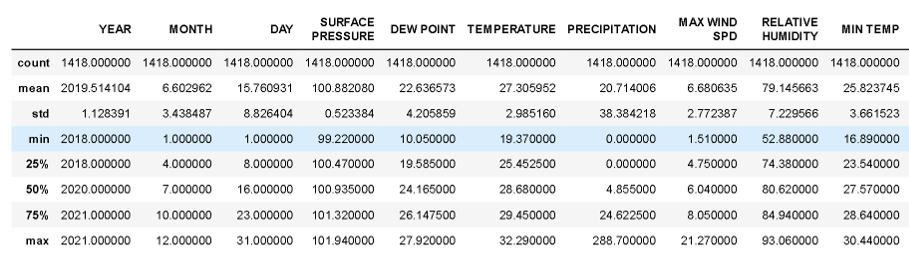 YEAR MONTH DAY SURFACE PRESSURE DEW POINT TEMPERATURE PRECIPITATION MAX WIND SPD RELATIVE HUMIDITY MIN TEMP
count 1418.000000 1418.000000 1418.000000 1418.000000 1418.000000 1418.000000 1418.000000 1418.000000 1418.000000 1418.000000
mean 2019.514104 6.602962 15.760931 100.882080 22.636573 27.305952 20.714006 6.680635 79.145663 25.823745
std 1.128391 3.438487 8.826404 0.523384 4.205859 2.985160 38.384218 2.772387 7.229566 3.661523
min 2018.000000 1.000000 1.000000 99.220000 10.050000 19.370000 0.000000 1.510000 52.880000 16.890000
25% 2018.000000 4.000000 8.000000 100.470000 19.585000 25.452500 0.000000 4.750000 74.380000 23.540000
50% 2020.000000 7.000000 16.000000 100.935000 24.165000 28.680000 4.855000 6.040000 80.620000 27.570000
75% 2021.000000 10.000000 23.000000 101.320000 26.147500 29.450000 24.622500 8.050000 84.940000 28.640000
max 2021.000000 12.000000 31.000000 101.940000 27.920000 32.290000 288.700000 21.270000 93.060000 30.440000